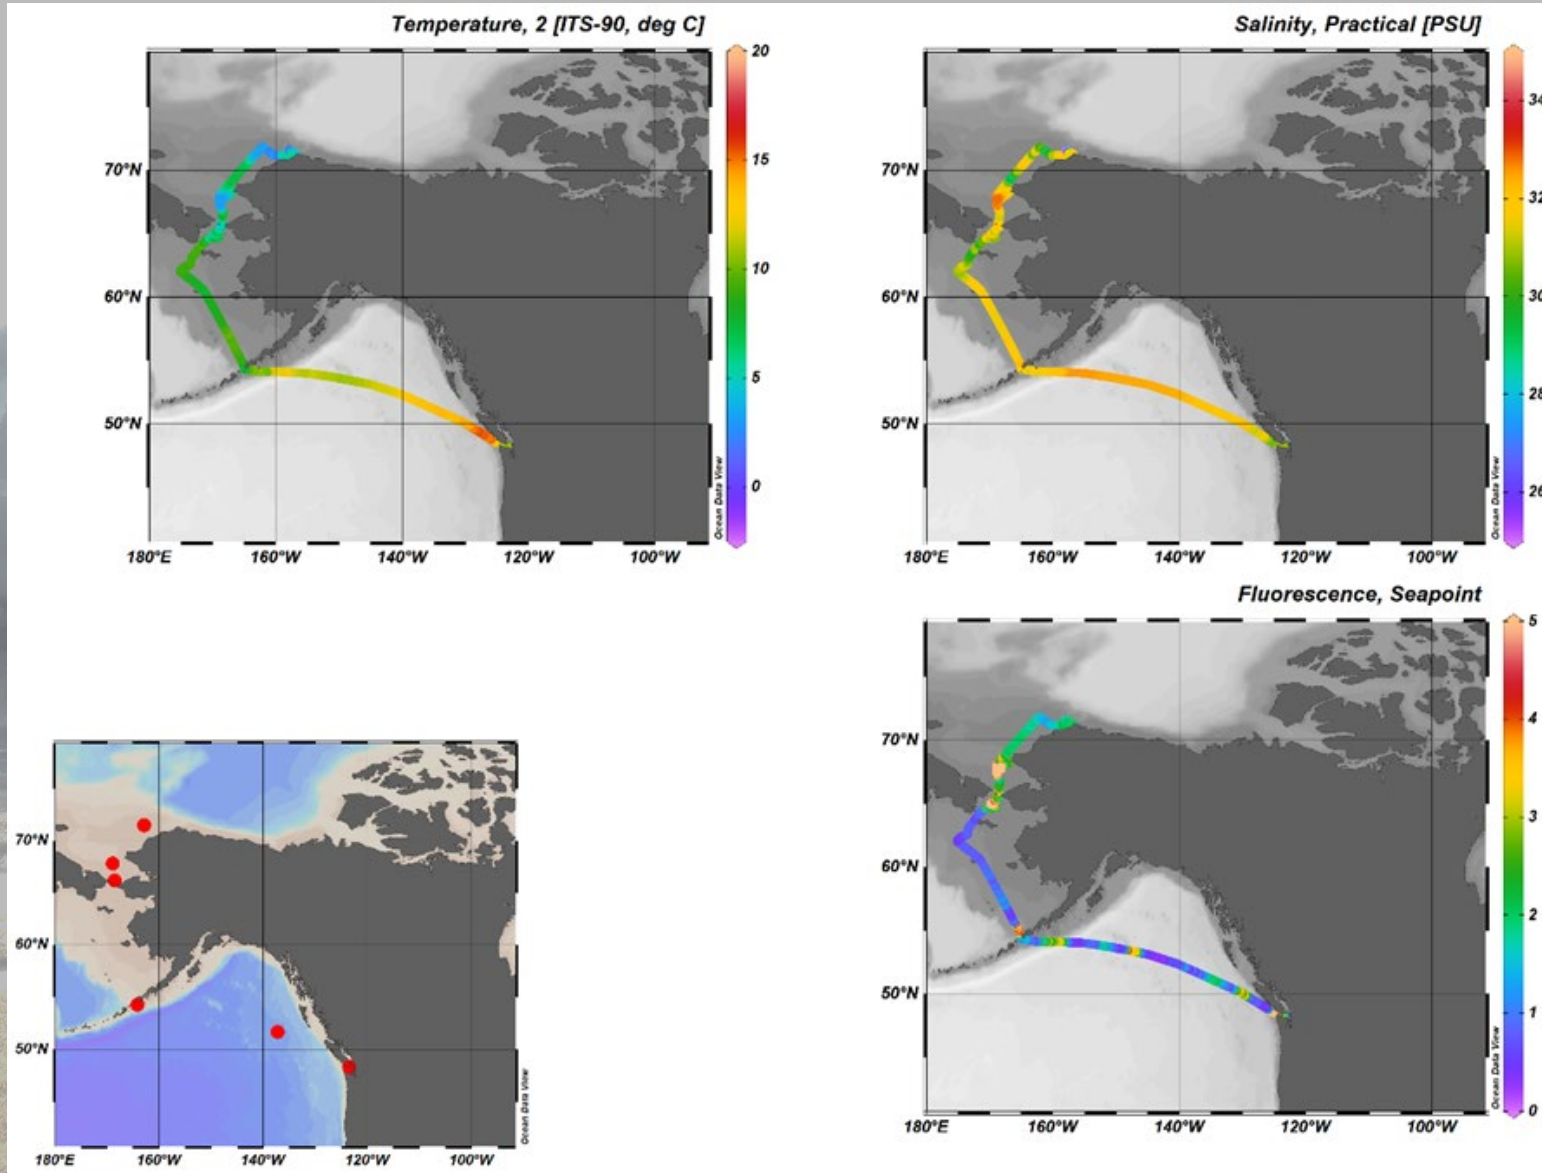 Temperature, 2 [ITS-90, deg C]
20
15
10
5
0
70°N
60°N
50°N
180°E 160°W 140°W 120°W 100°W
Ocean Data View
Salinity, Practical [PSU]
34
32
30
28
26
70°N
60°N
50°N
180°E 160°W 140°W 120°W 100°W
Ocean Data View
70°N
60°N
50°N
180°E 160°W 140°W 120°W 100°W
Ocean Data View
Fluorescence, Seapoint
5
4
3
2
1
0
70°N
60°N
50°N
180°E 160°W 140°W 120°W 100°W
Ocean Data View